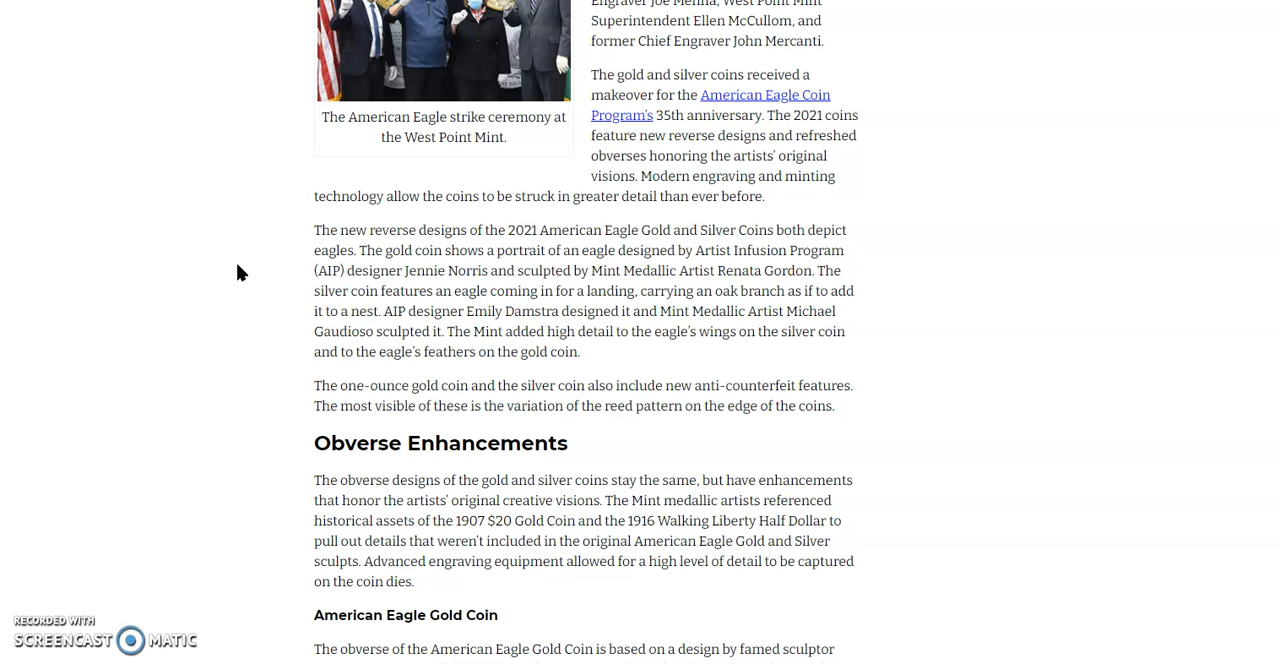 Engraver Joe Menna, West Point Mint
Superintendent Ellen McCullom, and
former Chief Engraver John Mercanti.
The gold and silver coins received a
makeover for the American Eagle Coin
Program's 35th anniversary. The 2021 coins
feature new reverse designs and refreshed
obverses honoring the artists' original
visions. Modern engraving and minting
The American Eagle strike ceremony at
the West Point Mint.
technology allow the coins to be struck in greater detail than ever before.
The new reverse designs of the 2021 American Eagle Gold and Silver Coins both depict
eagles. The gold coin shows a portrait of an eagle designed by Artist Infusion Program
(AIP) designer Jennie Norris and sculpted by Mint Medallic Artist Renata Gordon. The
silver coin features an eagle coming in for a landing, carrying an oak branch as if to add
it to a nest. AIP designer Emily Damstra designed it and Mint Medallic Artist Michael
Gaudioso sculpted it. The Mint added high detail to the eagle's wings on the silver coin
and to the eagle's feathers on the gold coin.
The one-ounce gold coin and the silver coin also include new anti-counterfeit features.
The most visible of these is the variation of the reed pattern on the edge of the coins.
Obverse Enhancements
The obverse designs of the gold and silver coins stay the same, but have enhancements
that honor the artists' original creative visions. The Mint medallic artists referenced
historical assets of the 1907 $20 Gold Coin and the 1916 Walking Liberty Half Dollar to
pull out details that weren't included in the original American Eagle Gold and Silver
sculpts. Advanced engraving equipment allowed for a high level of detail to be captured
on the coin dies.
American Eagle Gold Coin
The obverse of the American Eagle Gold Coin is based on a design by famed sculptor
RECORDED WITH
SCREENCAST MATIC